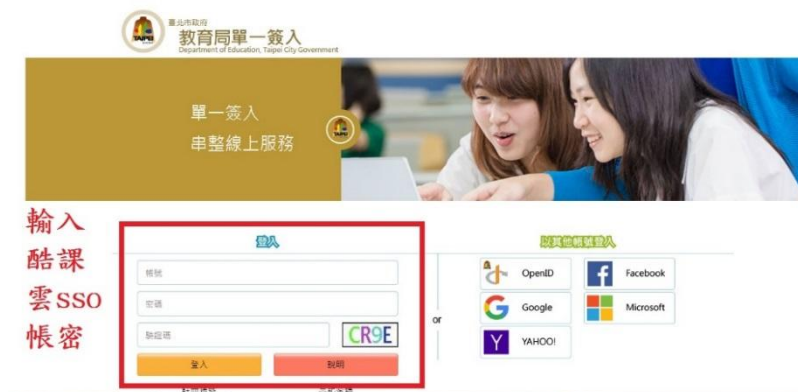 臺北市政府
教育局單一簽入
Department of Education, Taipei City Government
單一簽入
串整線上服務
輸入
酷課
雲SSO
帳密
登入
帳號
密碼
驗證碼
CR9E
登入
說明
or
以其他帳號登入
OpenID
Facebook
Google
Microsoft
YAHOO!